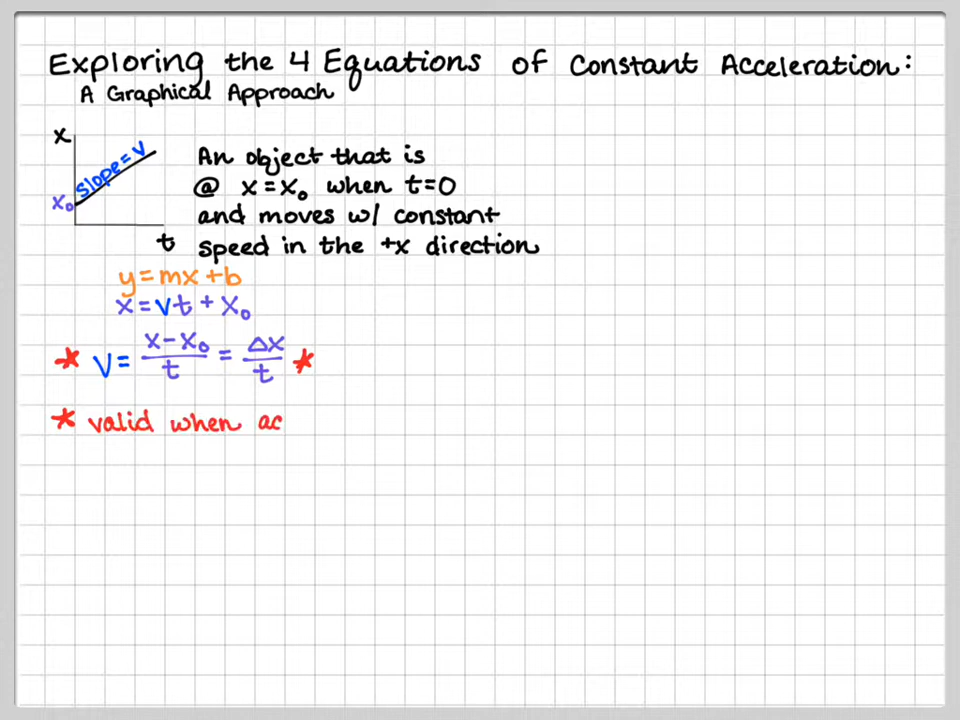 Exploring the 4 Equations of Constant Acceleration:
A Graphical Approach
x
slope = v
x₀
t
An object that is
@ x = x₀ when t=0
and moves w/ constant
speed in the +x direction
y = mx + b
x = vt + x₀
* v = (x - x₀)/t = Δx/t *
* valid when ac